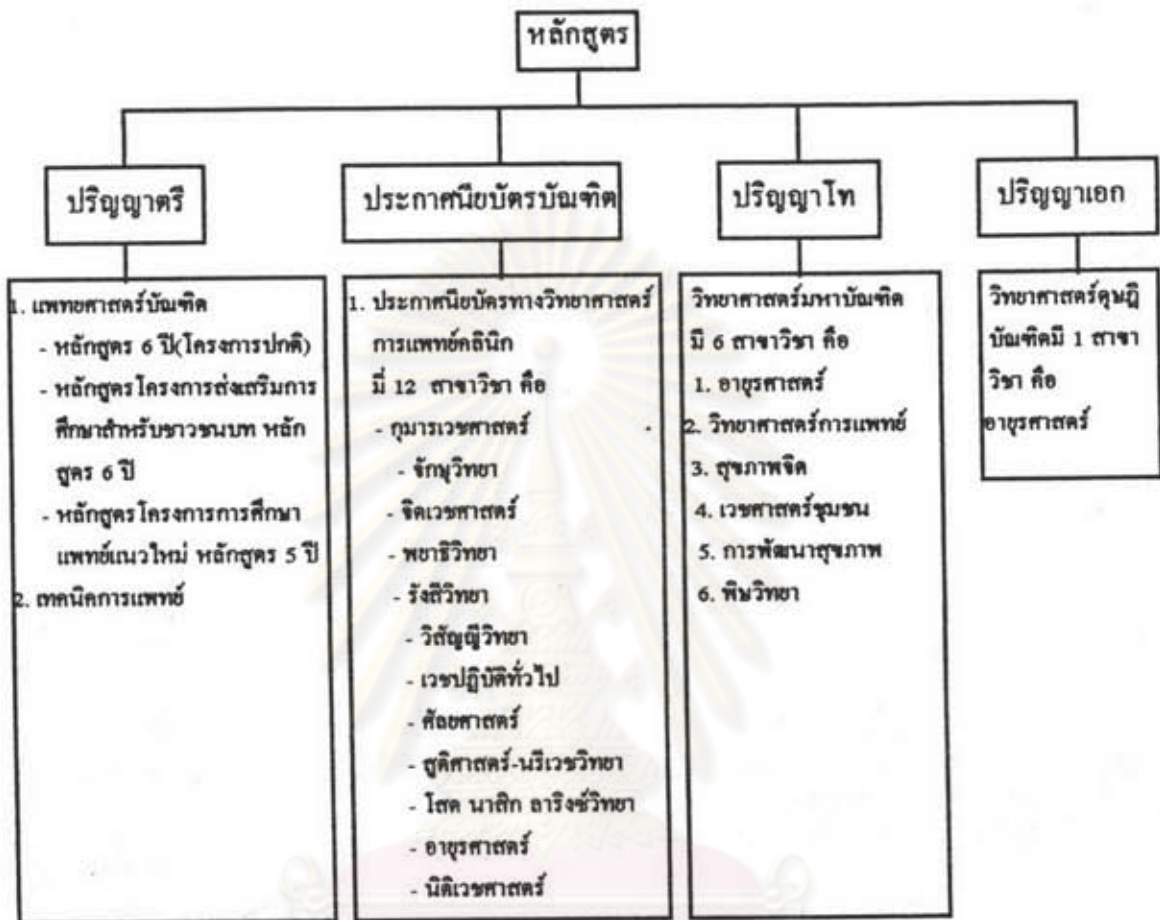 หลักสูตร
ปริญญาตรี
1. แพทยศาสตร์บัณฑิต
- หลักสูตร 6 ปี(โครงการปกติ)
- หลักสูตรโครงการส่งเสริมการ
ศึกษาสำหรับชาวชนบท หลัก
สูตร 6 ปี
- หลักสูตรโครงการการศึกษา
แพทย์แนวใหม่ หลักสูตร 5 ปี
2. เทคนิคการแพทย์
ประกาศนียบัตรบัณฑิต
1. ประกาศนียบัตรทางวิทยาศาสตร์
การแพทย์คลินิก
มี่ 12 สาขาวิชา คือ
- กุมารเวชศาสตร์
- จักษุวิทยา
- จิตเวชศาสตร์
- พยาธิวิทยา
- รังสีวิทยา
- วิสัญญีวิทยา
- เวชปฏิบัติทั่วไป
- ศัลยศาสตร์
- สูติศาสตร์-นรีเวชวิทยา
- โสต นาสิก ลาริงซ์วิทยา
- อายุรศาสตร์
- นิติเวชศาสตร์
ปริญญาโท
วิทยาศาสตร์มหาบัณฑิต
มี 6 สาขาวิชา คือ
1. อายุรศาสตร์
2. วิทยาศาสตร์การแพทย์
3. สุขภาพจิต
4. เวชศาสตร์ชุมชน
5. การพัฒนาสุขภาพ
6. พิษวิทยา
ปริญญาเอก
วิทยาศาสตร์ดุษฎี
บัณฑิตมี 1 สาขา
วิชา คือ
อายุรศาสตร์